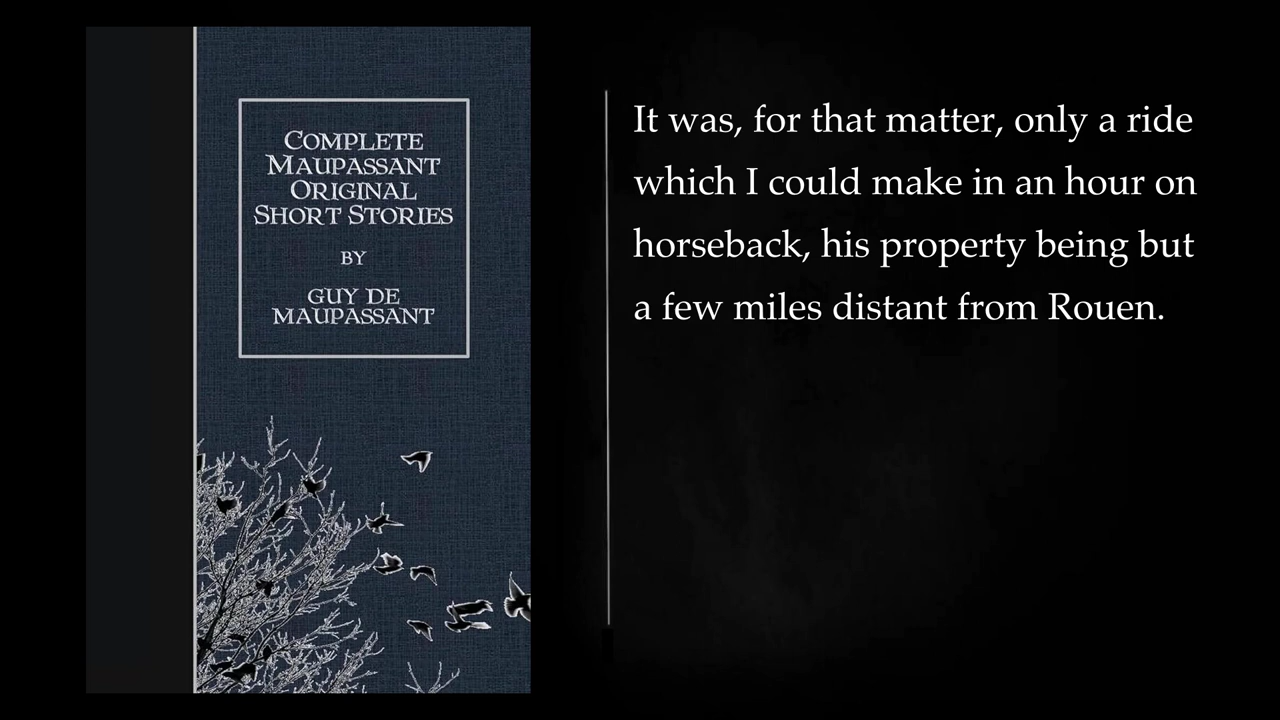 COMPLETE
MAUPASSANT
ORIGINAL
SHORT STORIES
BY
GUY DE
MAUPASSANT
It was, for that matter, only a ride
which I could make in an hour on
horseback, his property being but
a few miles distant from Rouen.